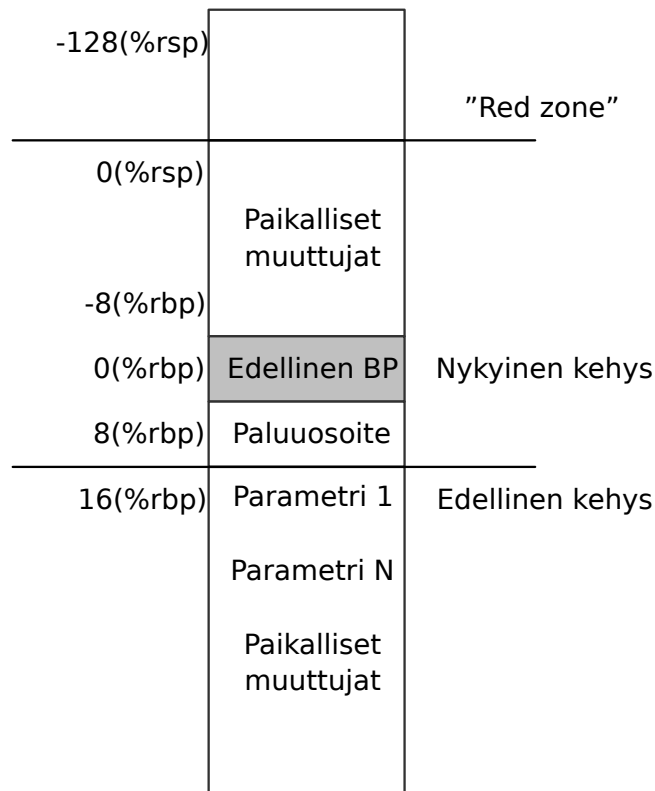 -128(%rsp)
”Red zone”
0(%rsp)
Paikalliset
muuttujat
-8(%rbp)
0(%rbp) Edellinen BP Nykyinen kehys
8(%rbp) Paluuosoite
16(%rbp) Parametri 1 Edellinen kehys
Parametri N
Paikalliset
muuttujat